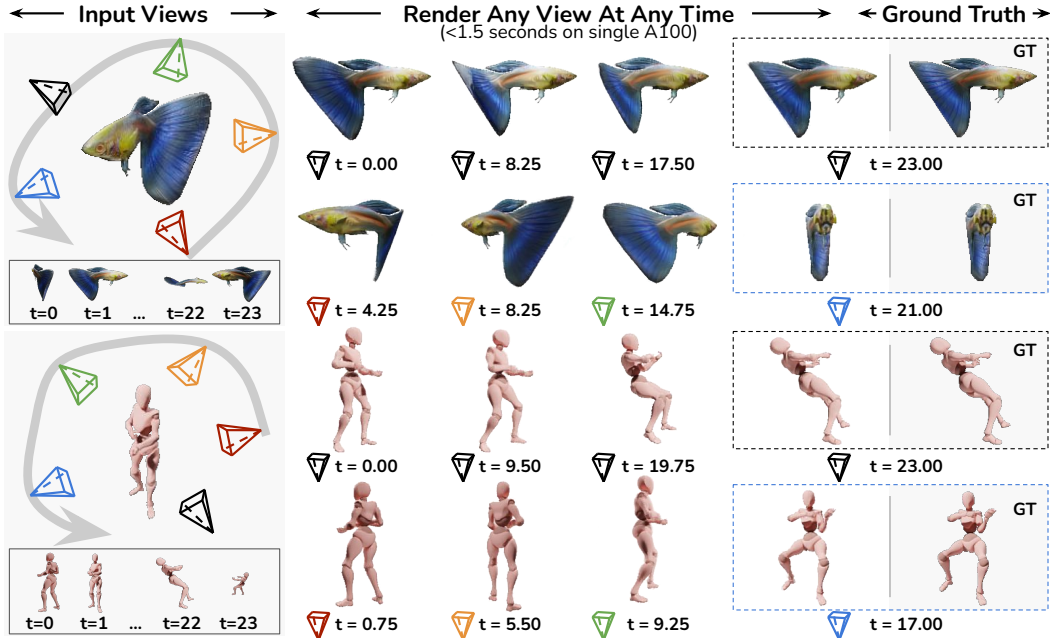 Input Views
Render Any View At Any Time
Ground Truth
(<1.5 seconds on single A100)
GT
t = 0.00
t = 8.25
t = 17.50
t = 23.00
GT
t=0
t=1
...
t=22
t=23
t = 4.25
t = 8.25
t = 14.75
t = 21.00
GT
t = 0.00
t = 9.50
t = 19.75
t = 23.00
GT
t=0
t=1
...
t=22
t=23
t = 0.75
t = 5.50
t = 9.25
t = 17.00